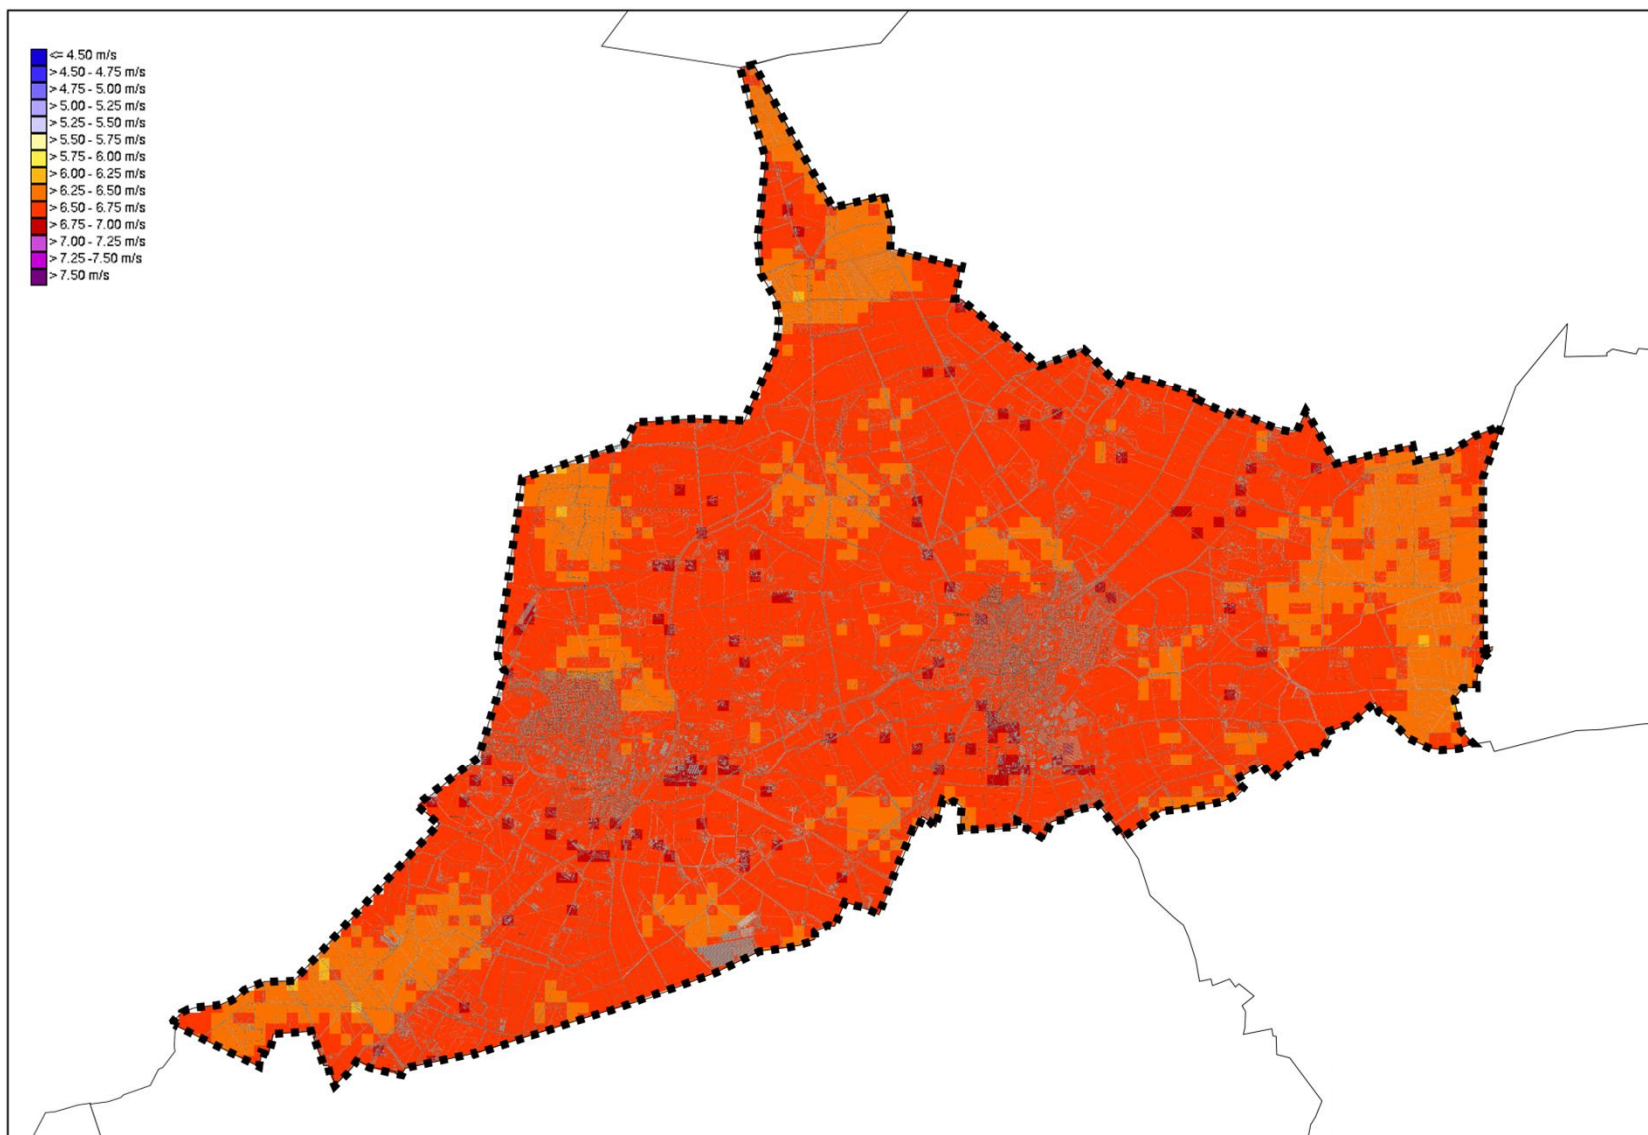 <= 4.50 m/s
> 4.50 - 4.75 m/s
> 4.75 - 5.00 m/s
> 5.00 - 5.25 m/s
> 5.25 - 5.50 m/s
> 5.50 - 5.75 m/s
> 5.75 - 6.00 m/s
> 6.00 - 6.25 m/s
> 6.25 - 6.50 m/s
> 6.50 - 6.75 m/s
> 6.75 - 7.00 m/s
> 7.00 - 7.25 m/s
> 7.25 -7.50 m/s
> 7.50 m/s